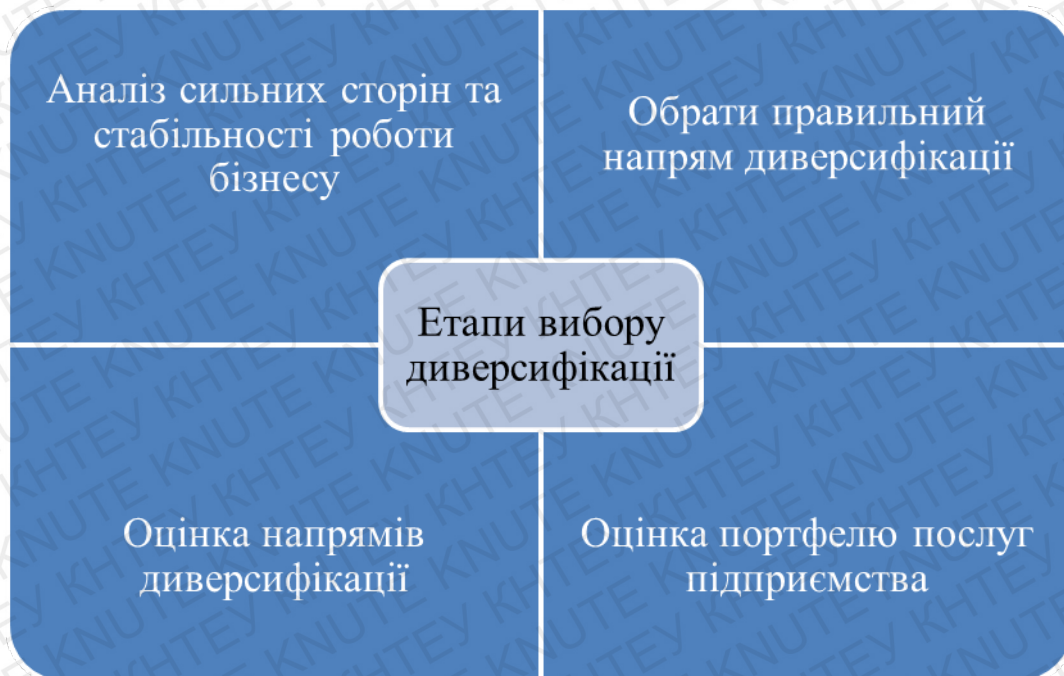 Аналіз сильних сторін та
стабільності роботи
бізнесу
Обрати правильний
напрям диверсифікації
Етапи вибору
диверсифікації
Оцінка напрямів
диверсифікації
Оцінка портфелю послуг
підприємства